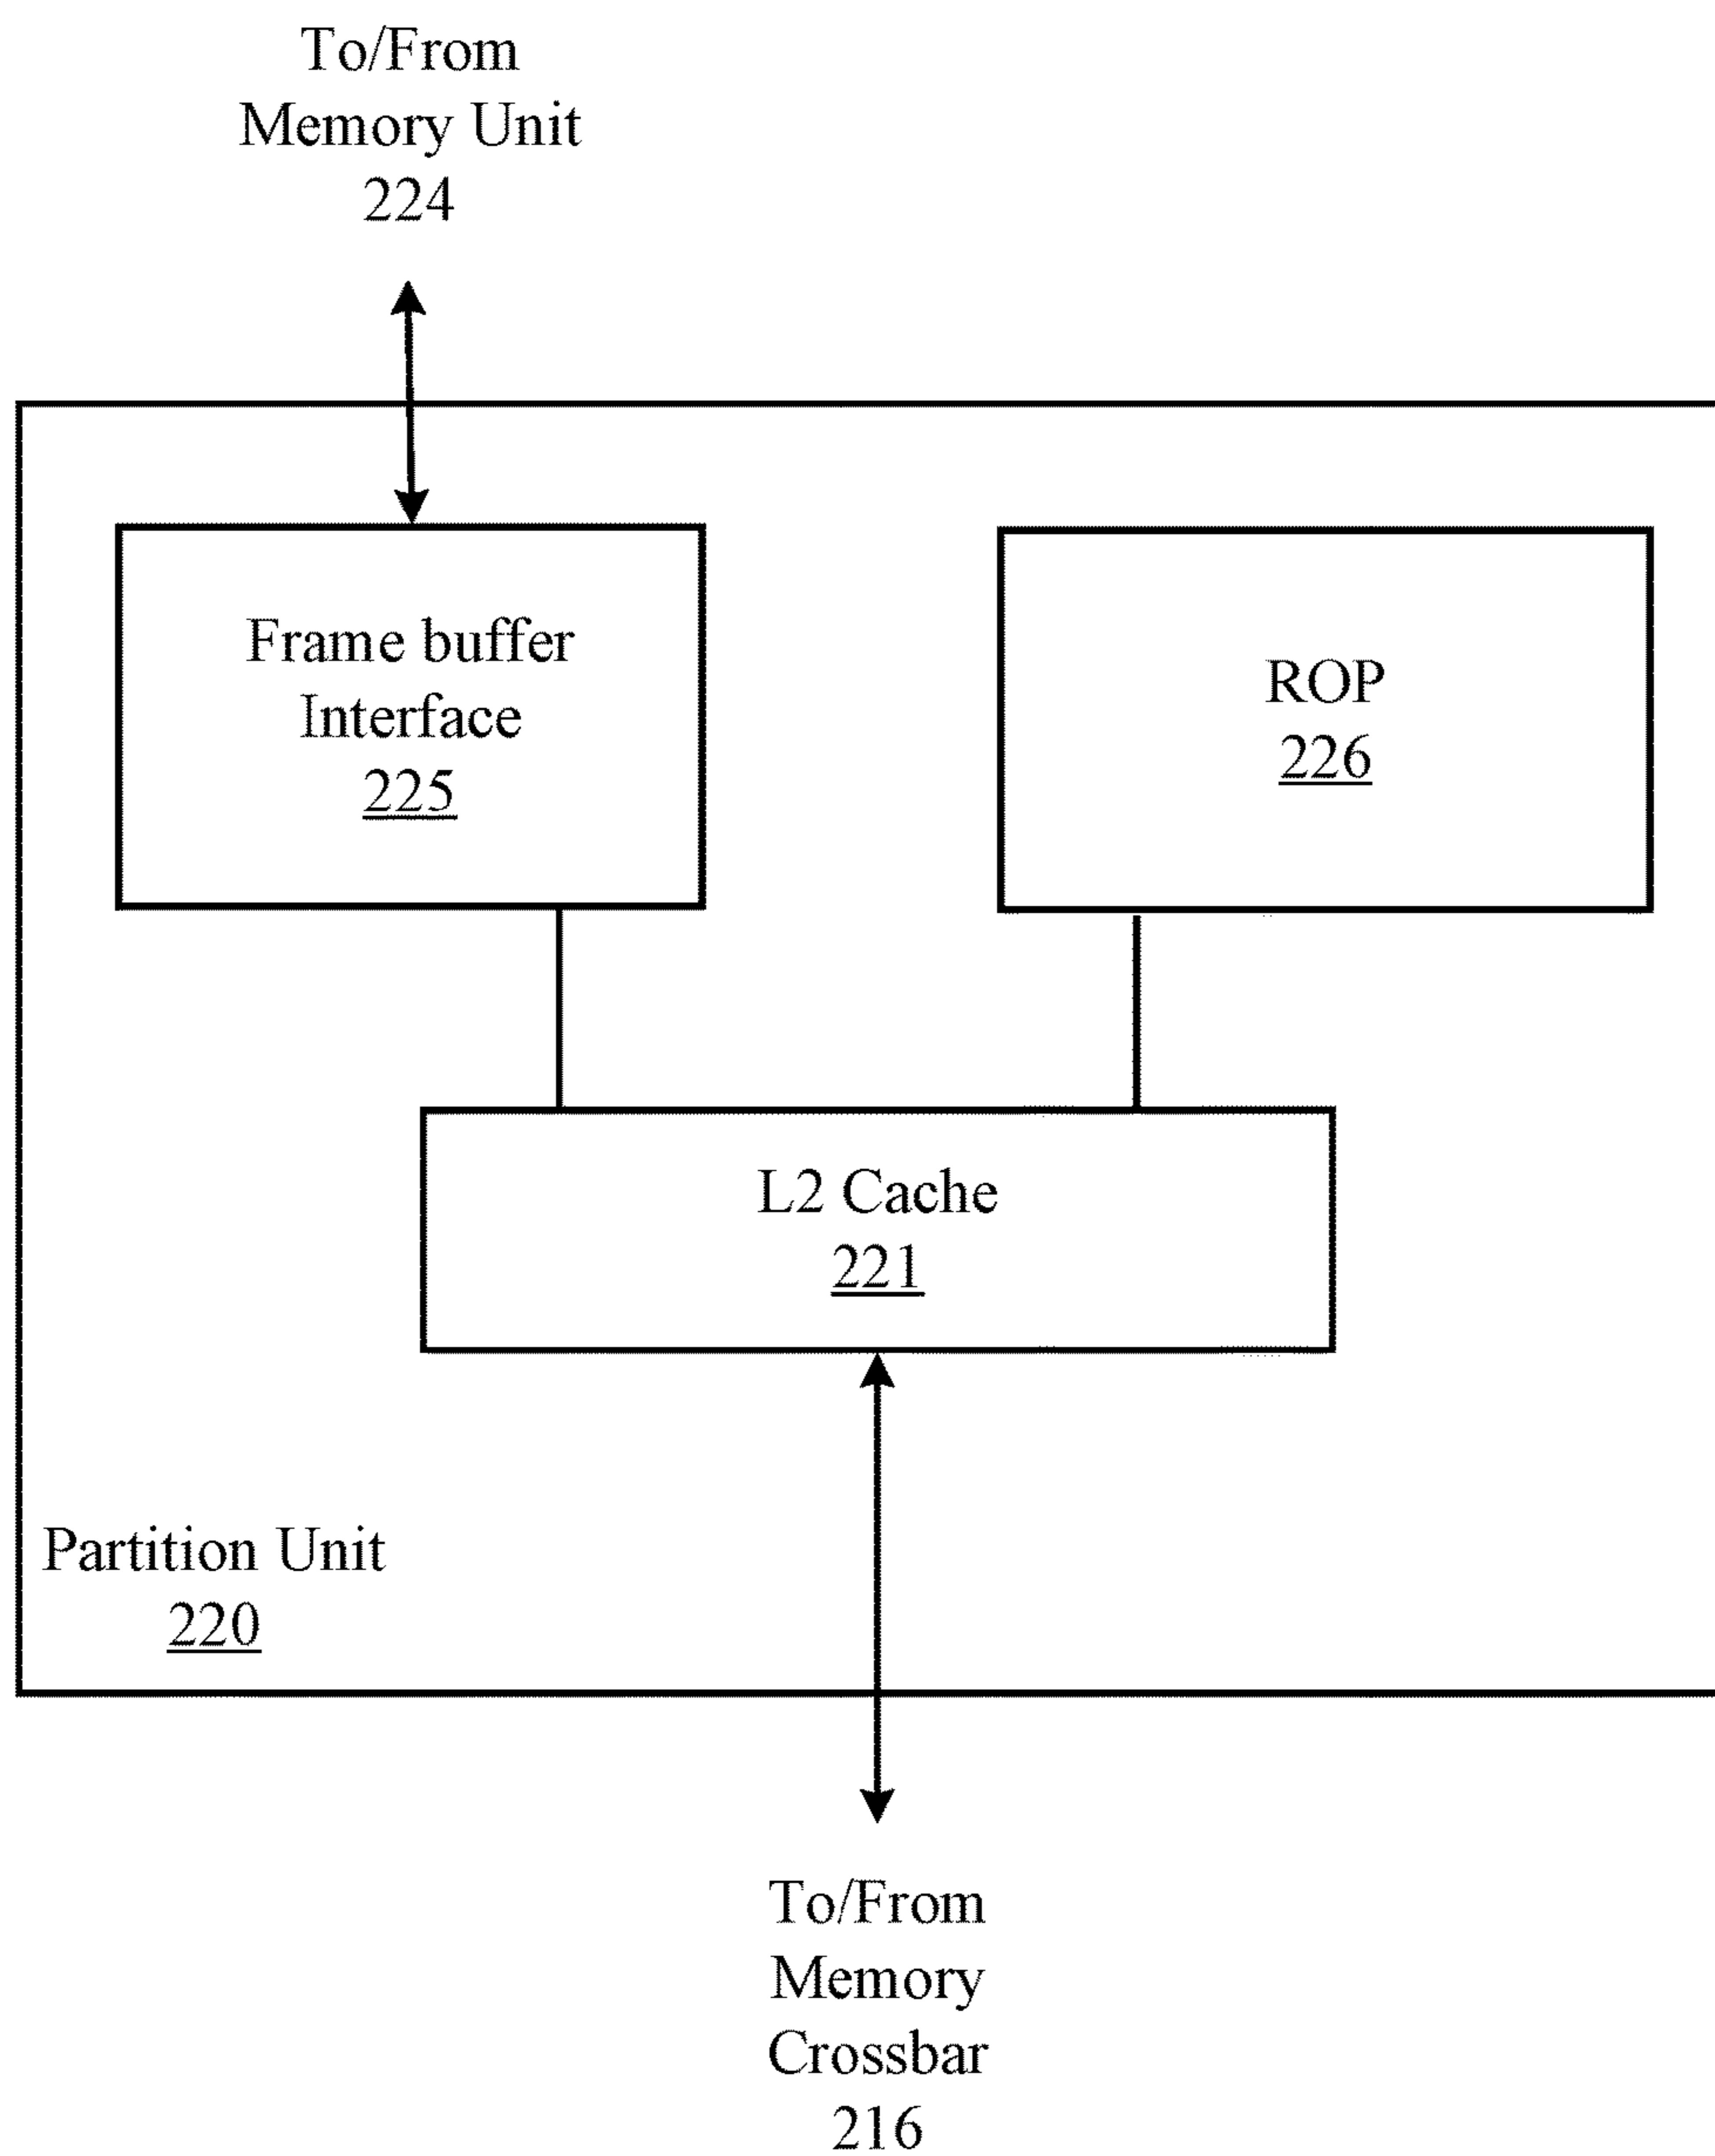 To/From
Memory Unit
224
Frame buffer
Interface
225
ROP
226
L2 Cache
221
Partition Unit
220
To/From
Memory
Crossbar
216